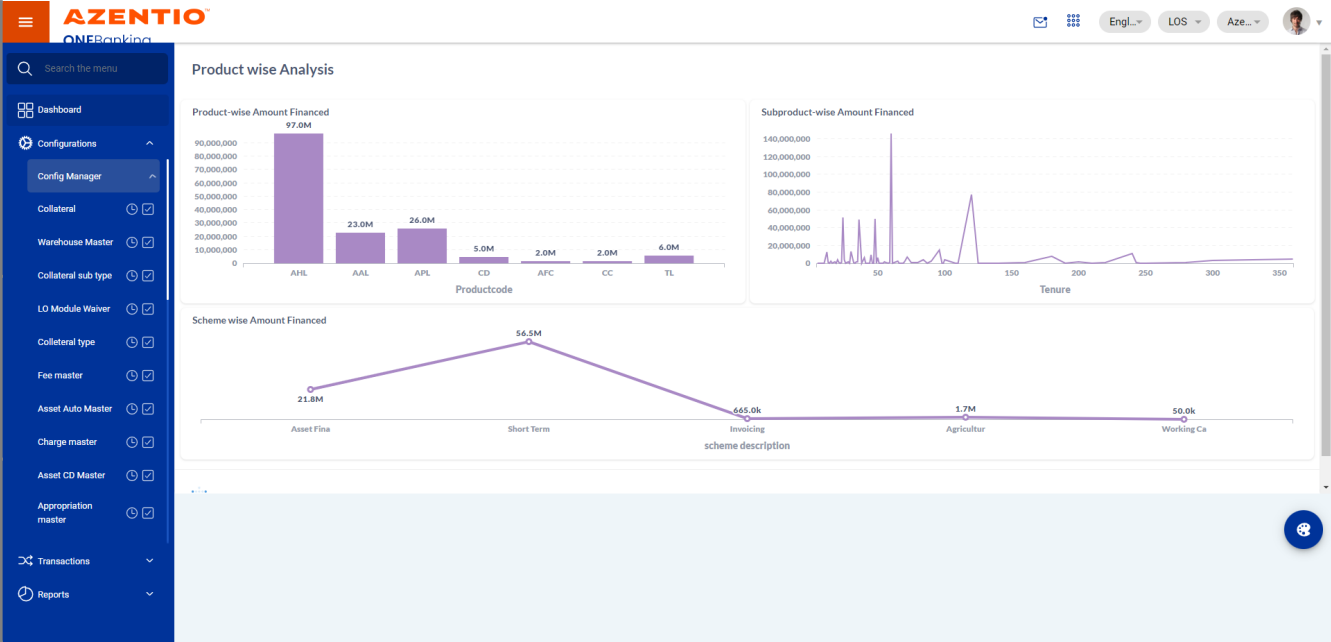 AZENTIO
ONEBanking
Engl...
LOS
Aze...
Search the menu
Dashboard
Configurations
Config Manager
Collateral
Warehouse Master
Collateral sub type
LO Module Waiver
Colleteral type
Fee master
Asset Auto Master
Charge master
Asset CD Master
Appropriation
master
Transactions
Reports
Product wise Analysis
Product-wise Amount Financed
97.0M
90,000,000
80,000,000
70,000,000
60,000,000
50,000,000
40,000,000
30,000,000
20,000,000
10,000,000
0
23.0M
26.0M
5.0M
2.0M
2.0M
6.0M
AHL AAL APL CD AFC CC TL
Productcode
Subproduct-wise Amount Financed
140,000,000
120,000,000
100,000,000
80,000,000
60,000,000
40,000,000
20,000,000
0
50 100 150 200 250 300 350
Tenure
Scheme wise Amount Financed
56.5M
21.8M
665.0k
1.7M
50.0k
Asset Fina Short Term Invoicing Agricultur Working Ca
scheme description